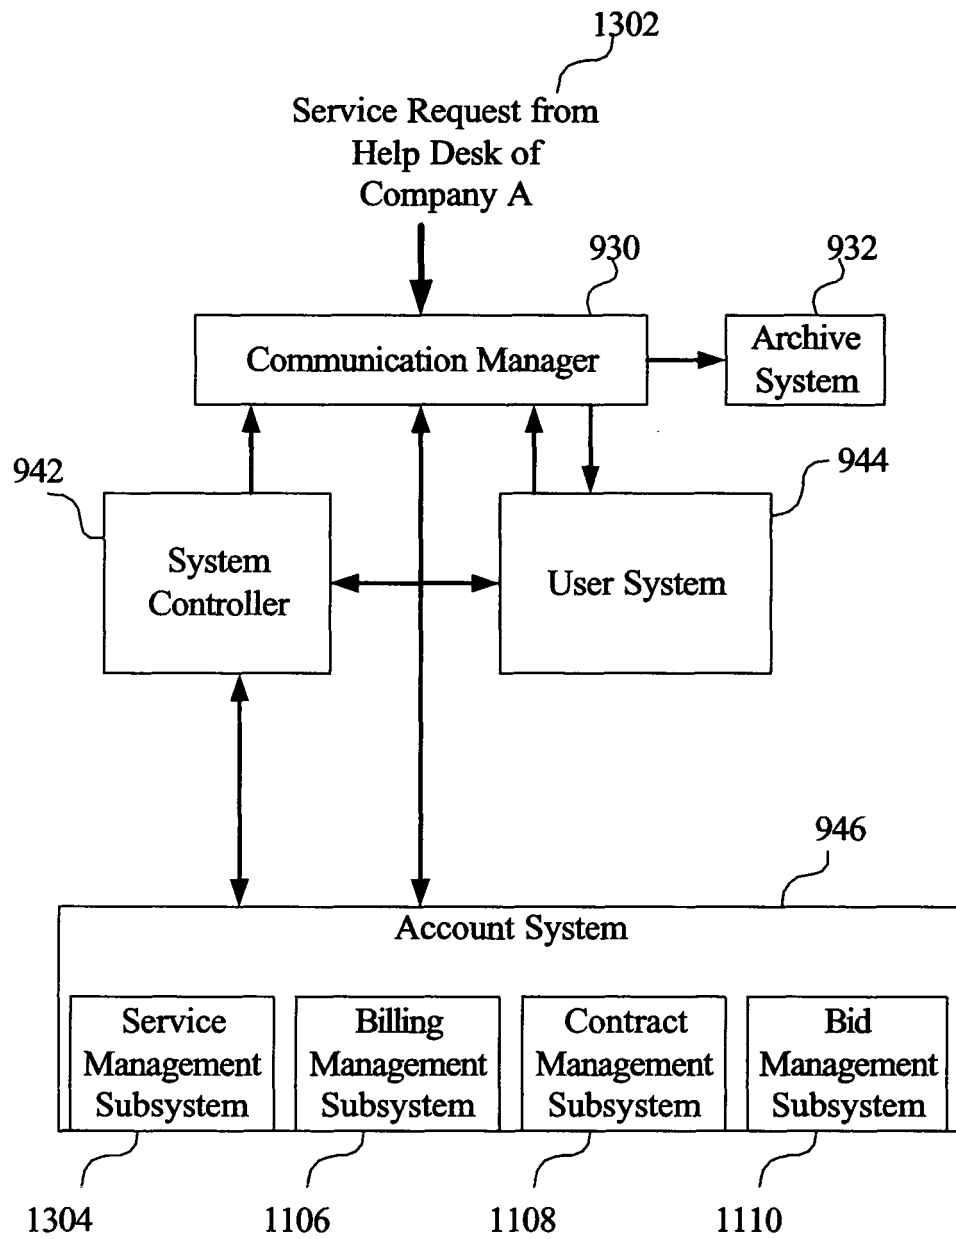 1302
Service Request from
Help Desk of
Company A
930
932
Communication Manager
Archive
System
942
944
System
Controller
User System
946
Account System
Service
Management
Subsystem
Billing
Management
Subsystem
Contract
Management
Subsystem
Bid
Management
Subsystem
1304
1106
1108
1110